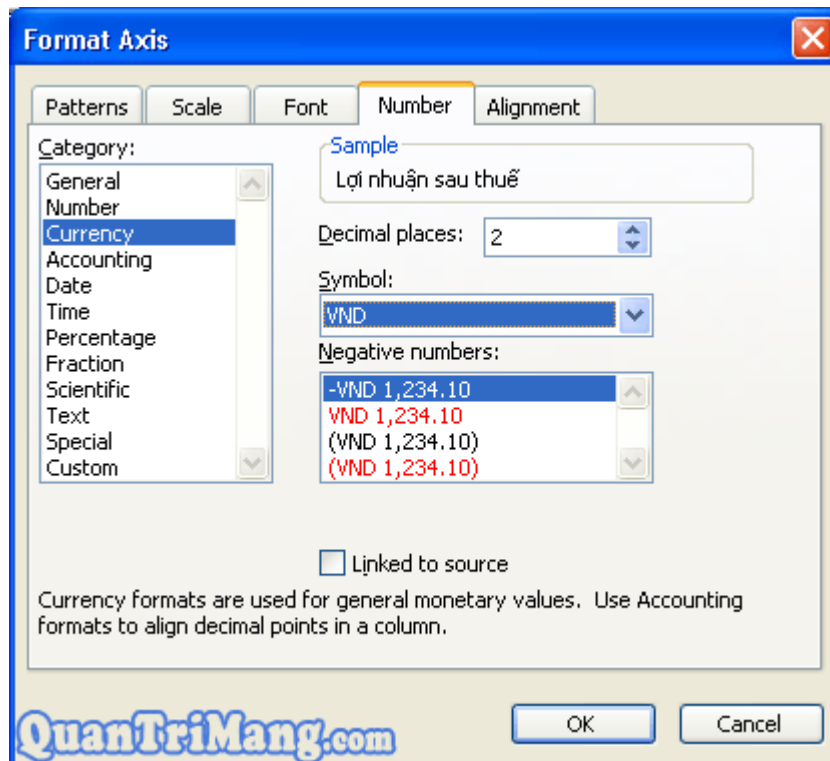 Format Axis
Patterns Scale Font Number Alignment
Category:
General
Number
Currency
Accounting
Date
Time
Percentage
Fraction
Scientific
Text
Special
Custom
Sample
Lợi nhuận sau thuế
Decimal places: 2
Symbol:
VND
Negative numbers:
-VND 1,234.10
VND 1,234.10
(VND 1,234.10)
(VND 1,234.10)
Linked to source
Currency formats are used for general monetary values. Use Accounting
formats to align decimal points in a column.
QuanTriMang.com
OK Cancel